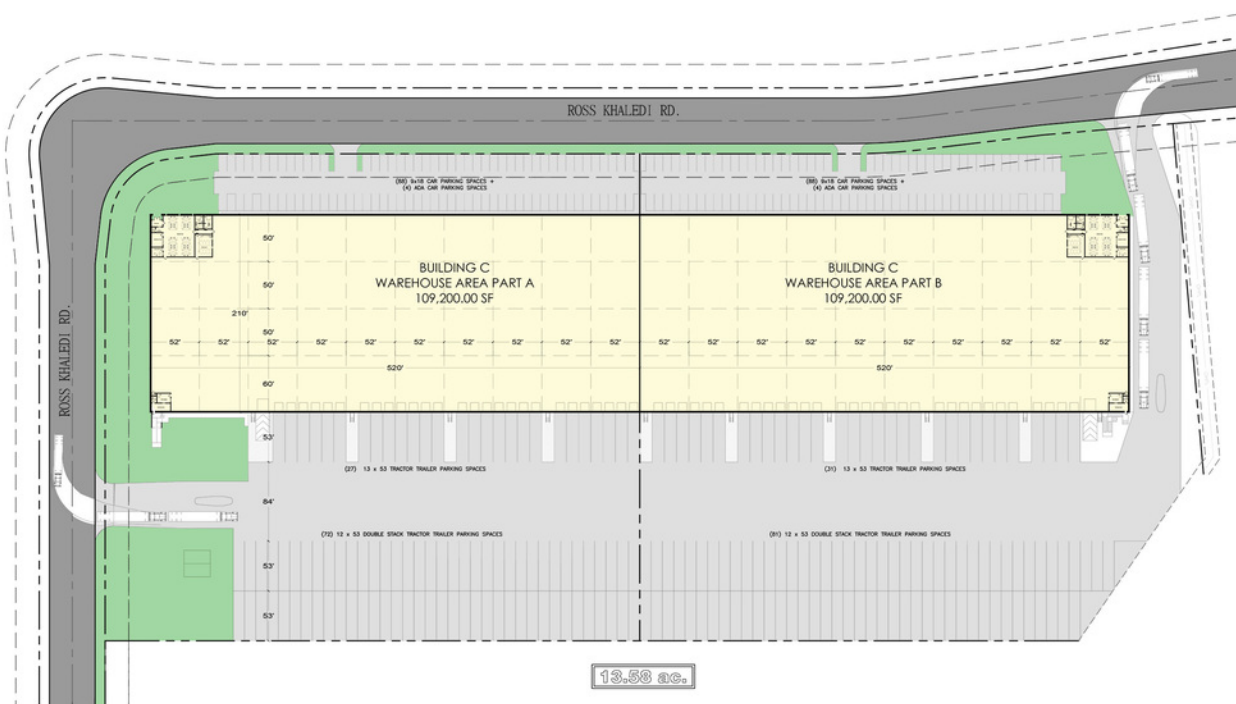 ROSS KHALEDI RD.
(88) 9x18 CAR PARKING SPACES +
(4) ADA CAR PARKING SPACES
(88) 9x18 CAR PARKING SPACES +
(4) ADA CAR PARKING SPACES
50'
BUILDING C
WAREHOUSE AREA PART A
109,200.00 SF
BUILDING C
WAREHOUSE AREA PART B
109,200.00 SF
50'
210'
50'
52' 52' 52' 52' 52' 52' 52' 52' 52' 52' 52' 52' 52' 52' 52' 52' 52' 52' 52' 52'
520'
520'
60'
ROSS KHALEDI RD.
53'
(27) 13 x 53 TRACTOR TRAILER PARKING SPACES
(31) 13 x 53 TRACTOR TRAILER PARKING SPACES
84'
(72) 12 x 53 DOUBLE STACK TRACTOR TRAILER PARKING SPACES
(81) 12 x 53 DOUBLE STACK TRACTOR TRAILER PARKING SPACES
53'
53'
13.58 ac.